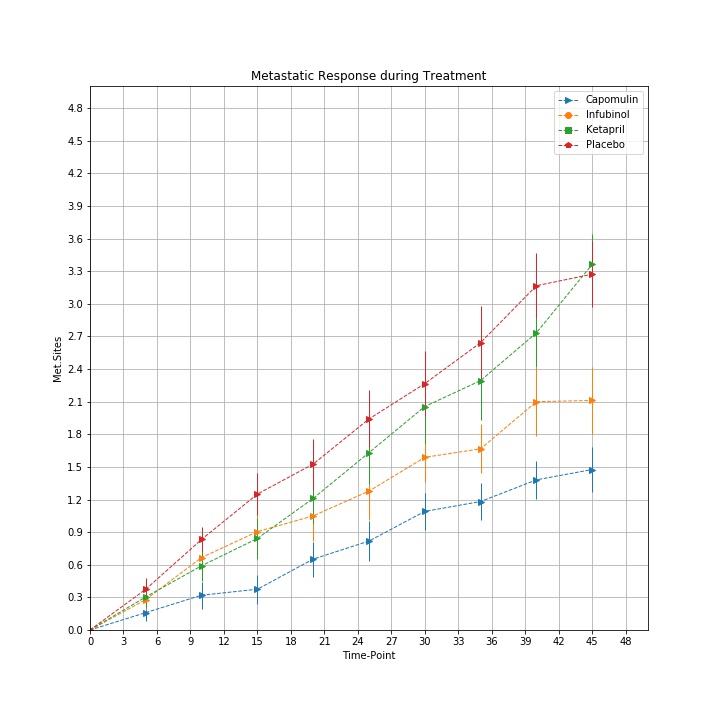 Metastatic Response during Treatment
Capomulin
Infubinol
Ketapril
Placebo
4.8
4.5
4.2
3.9
3.6
3.3
3.0
2.7
2.4
2.1
1.8
1.5
1.2
0.9
0.6
0.3
0.0
Met.Sites
0 3 6 9 12 15 18 21 24 27 30 33 36 39 42 45 48
Time-Point